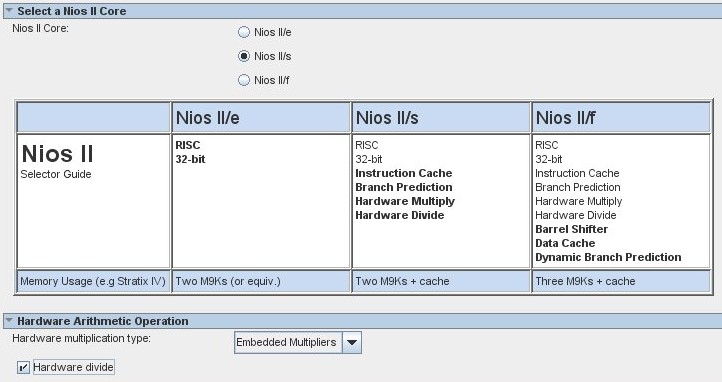 Select a Nios II Core
Nios II Core:
Nios II/e
Nios II/s
Nios II/f
Nios II/e
Nios II/s
Nios II/f
Nios II
Selector Guide
RISC
32-bit
RISC
32-bit
Instruction Cache
Branch Prediction
Hardware Multiply
Hardware Divide
RISC
32-bit
Instruction Cache
Branch Prediction
Hardware Multiply
Hardware Divide
Barrel Shifter
Data Cache
Dynamic Branch Prediction
Memory Usage (e.g Stratix IV)
Two M9Ks (or equiv.)
Two M9Ks + cache
Three M9Ks + cache
Hardware Arithmetic Operation
Hardware multiplication type:
Embedded Multipliers
Hardware divide